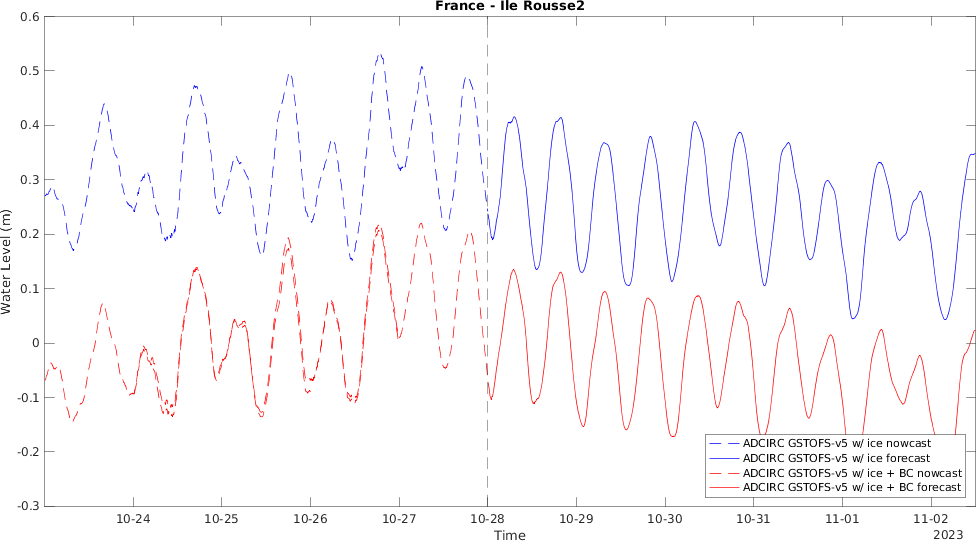 France - Ile Rousse2
0.6
0.5
0.4
0.3
0.2
0.1
0
-0.1
-0.2
-0.3
Water Level (m)
10-24 10-25 10-26 10-27 10-28 10-29 10-30 10-31 11-01 11-02
Time
2023
ADCIRC GSTOFS-v5 w/ ice nowcast
ADCIRC GSTOFS-v5 w/ ice forecast
ADCIRC GSTOFS-v5 w/ ice + BC nowcast
ADCIRC GSTOFS-v5 w/ ice + BC forecast